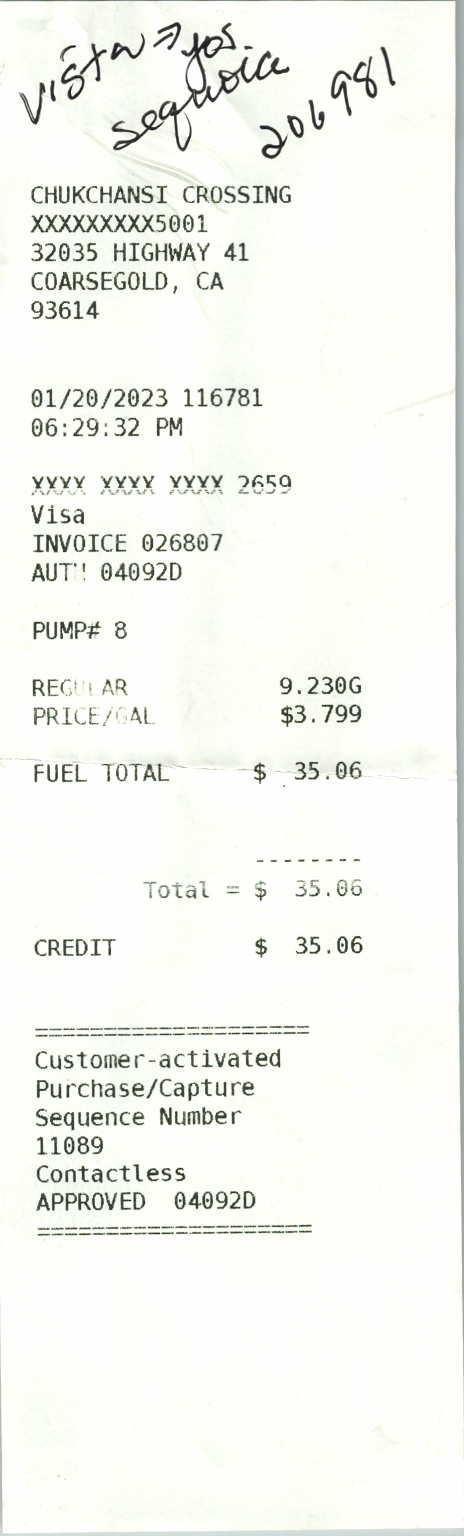 vista => yos.
sequoia
206981
CHUKCHANSI CROSSING
XXXXXXXXX5001
32035 HIGHWAY 41
COARSEGOLD, CA
93614
01/20/2023 116781
06:29:32 PM
XXXX XXXX XXXX 2659
Visa
INVOICE 026807
AUTH 04092D
PUMP# 8
REGULAR 9.230G
PRICE/GAL $3.799
FUEL TOTAL $ 35.06
--------
Total = $ 35.06
CREDIT $ 35.06
====================
Customer-activated
Purchase/Capture
Sequence Number
11089
Contactless
APPROVED 04092D
====================